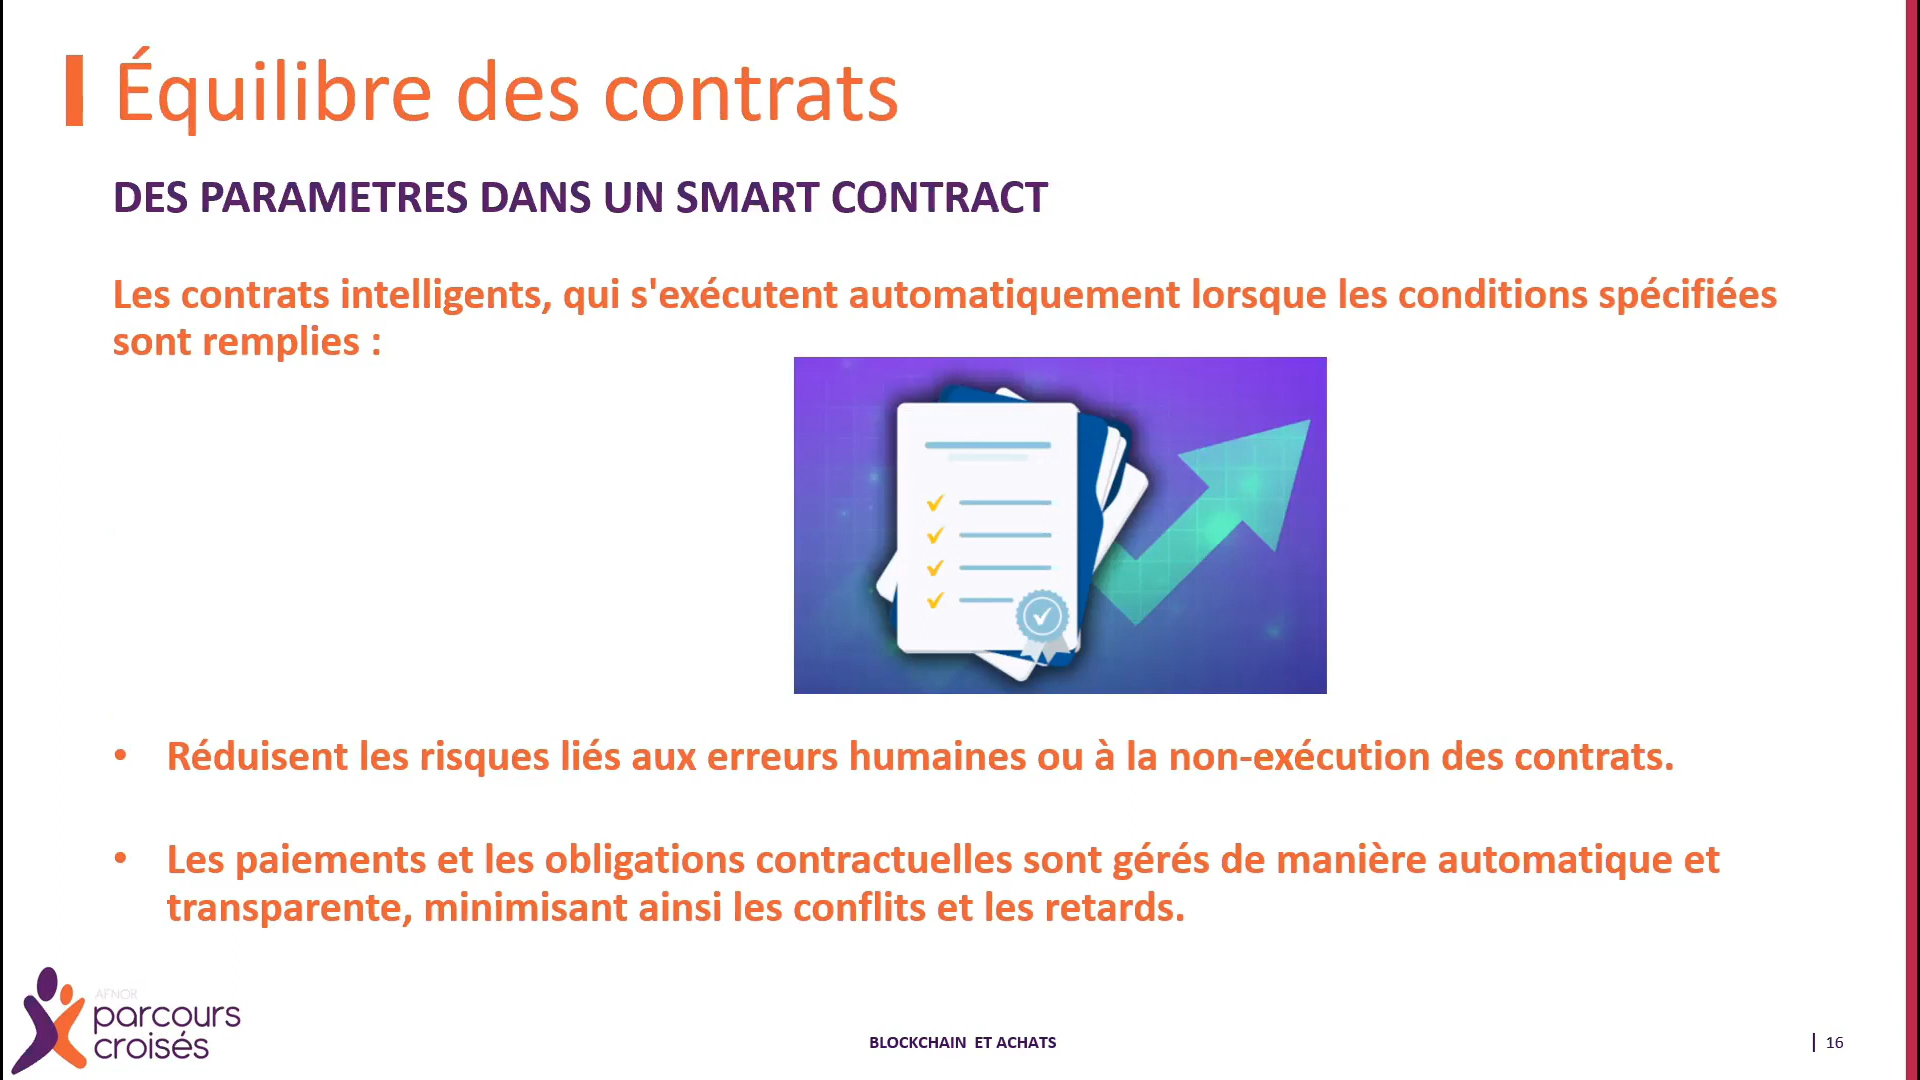 Équilibre des contrats
DES PARAMETRES DANS UN SMART CONTRACT
Les contrats intelligents, qui s'exécutent automatiquement lorsque les conditions spécifiées
sont remplies :
• Réduisent les risques liés aux erreurs humaines ou à la non-exécution des contrats.
• Les paiements et les obligations contractuelles sont gérés de manière automatique et
transparente, minimisant ainsi les conflits et les retards.
AFNOR
parcours
croisés
BLOCKCHAIN ET ACHATS
16